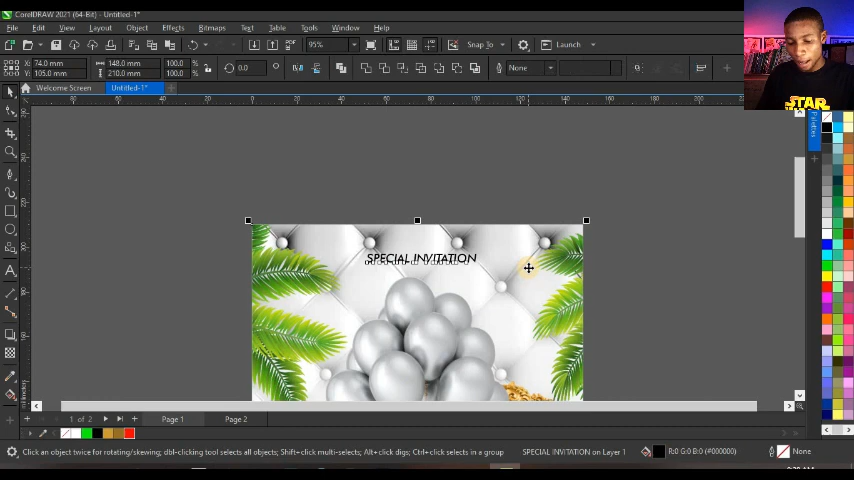 CorelDRAW 2021 (64-Bit) - Untitled-1*
File Edit View Layout Object Effects Bitmaps Text Table Tools Window Help
PDF 95% Snap To Launch
X: 74.0 mm 148.0 mm 100.0 %
Y: 105.0 mm 210.0 mm 100.0 %
0.0 None
Welcome Screen Untitled-1*
STAR
Palettes
SPECIAL INVITATION
millimeters
1 of 2 Page 1 Page 2
Click an object twice for rotating/skewing; dbl-clicking tool selects all objects; Shift+click multi-selects; Alt+click digs; Ctrl+click selects in a group
SPECIAL INVITATION on Layer 1
R:0 G:0 B:0 (#000000)
None